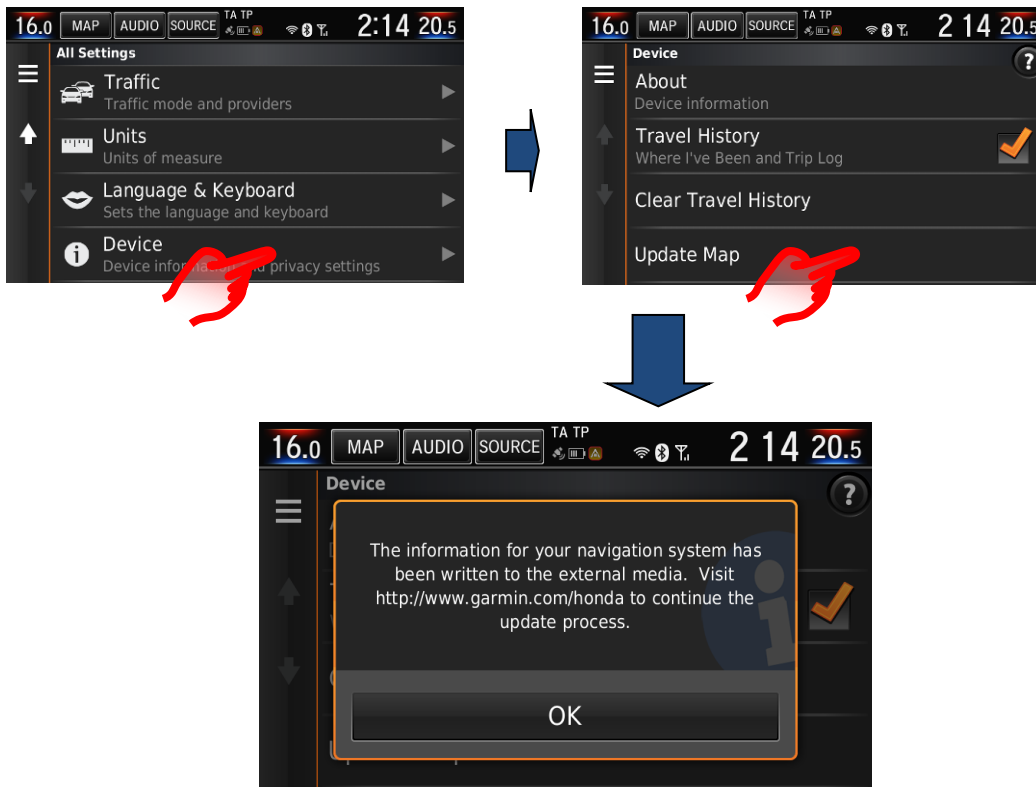 16.0 MAP AUDIO SOURCE TA TP 2:14 20.5
All Settings
Traffic
Traffic mode and providers
Units
Units of measure
Language & Keyboard
Sets the language and keyboard
Device
Device information and privacy settings
16.0 MAP AUDIO SOURCE TA TP 2 14 20.5
Device
?
About
Device information
Travel History
Where I've Been and Trip Log
Clear Travel History
Update Map
16.0 MAP AUDIO SOURCE TA TP 2 14 20.5
Device
?
The information for your navigation system has
been written to the external media. Visit
http://www.garmin.com/honda to continue the
update process.
OK